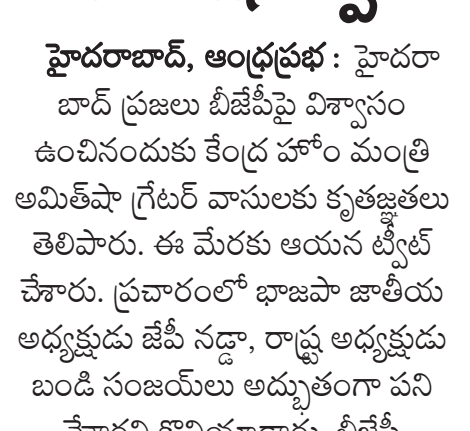 హైదరాబాద్, ఆంధ్రప్రభ : హైదరా
బాద్ ప్రజలు బీజేపీపై విశ్వాసం
ఉంచినందుకు కేంద్ర హోం మంత్రి
అమిత్‌షా గ్రేటర్ వాసులకు కృతజ్ఞతలు
తెలిపారు. ఈ మేరకు ఆయన ట్వీట్
చేశారు. ప్రచారంలో భాజపా జాతీయ
అధ్యక్షుడు జేపీ నడ్డా, రాష్ట్ర అధ్యక్షుడు
బండి సంజయ్‌లు అద్భుతంగా పని